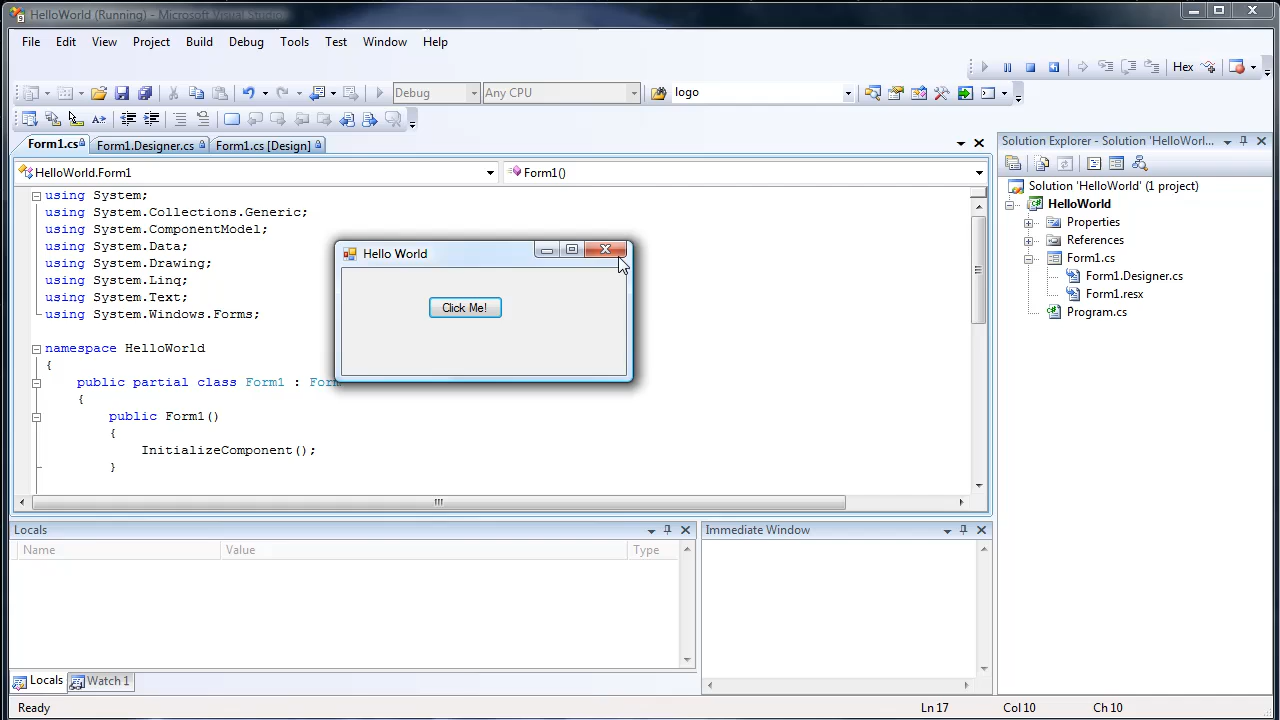 HelloWorld (Running) - Microsoft Visual Studio
File Edit View Project Build Debug Tools Test Window Help
Hex
Debug Any CPU logo
Form1.cs Form1.Designer.cs Form1.cs [Design]
HelloWorld.Form1 Form1()
using System;
using System.Collections.Generic;
using System.ComponentModel;
using System.Data;
using System.Drawing;
using System.Linq;
using System.Text;
using System.Windows.Forms;
namespace HelloWorld
{
public partial class Form1 : Form
{
public Form1()
{
InitializeComponent();
}
Hello World
Click Me!
Solution Explorer - Solution 'HelloWorl...
Solution 'HelloWorld' (1 project)
HelloWorld
Properties
References
Form1.cs
Form1.Designer.cs
Form1.resx
Program.cs
Locals
Name Value Type
Immediate Window
Locals Watch 1
Ready Ln 17 Col 10 Ch 10